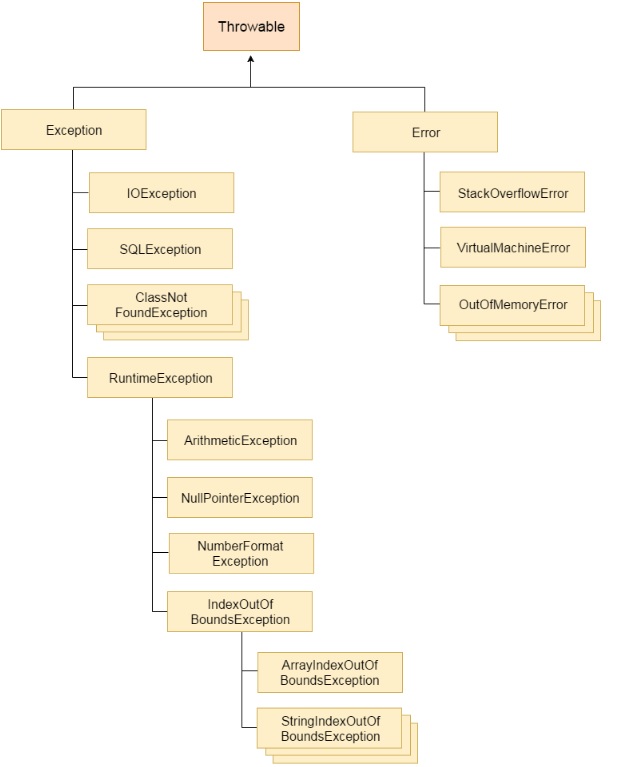 Throwable
Exception
Error
IOException
StackOverflowError
SQLException
VirtualMachineError
ClassNot
FoundException
OutOfMemoryError
RuntimeException
ArithmeticException
NullPointerException
NumberFormat
Exception
IndexOutOf
BoundsException
ArrayIndexOutOf
BoundsException
StringIndexOutOf
BoundsException